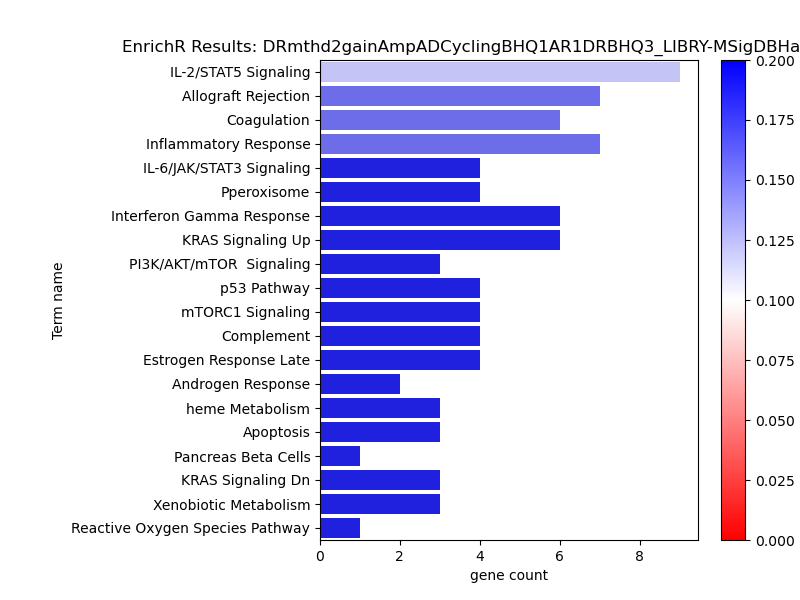 EnrichR Results: DRmthd2gainAmpADCyclingBHQ1AR1DRBHQ3_LIBRY-MSigDBHa
IL-2/STAT5 Signaling
Allograft Rejection
Coagulation
Inflammatory Response
IL-6/JAK/STAT3 Signaling
Pperoxisome
Interferon Gamma Response
KRAS Signaling Up
PI3K/AKT/mTOR  Signaling
p53 Pathway
mTORC1 Signaling
Complement
Estrogen Response Late
Androgen Response
heme Metabolism
Apoptosis
Pancreas Beta Cells
KRAS Signaling Dn
Xenobiotic Metabolism
Reactive Oxygen Species Pathway
Term name
0 2 4 6 8
gene count
0.200
0.175
0.150
0.125
0.100
0.075
0.050
0.025
0.000